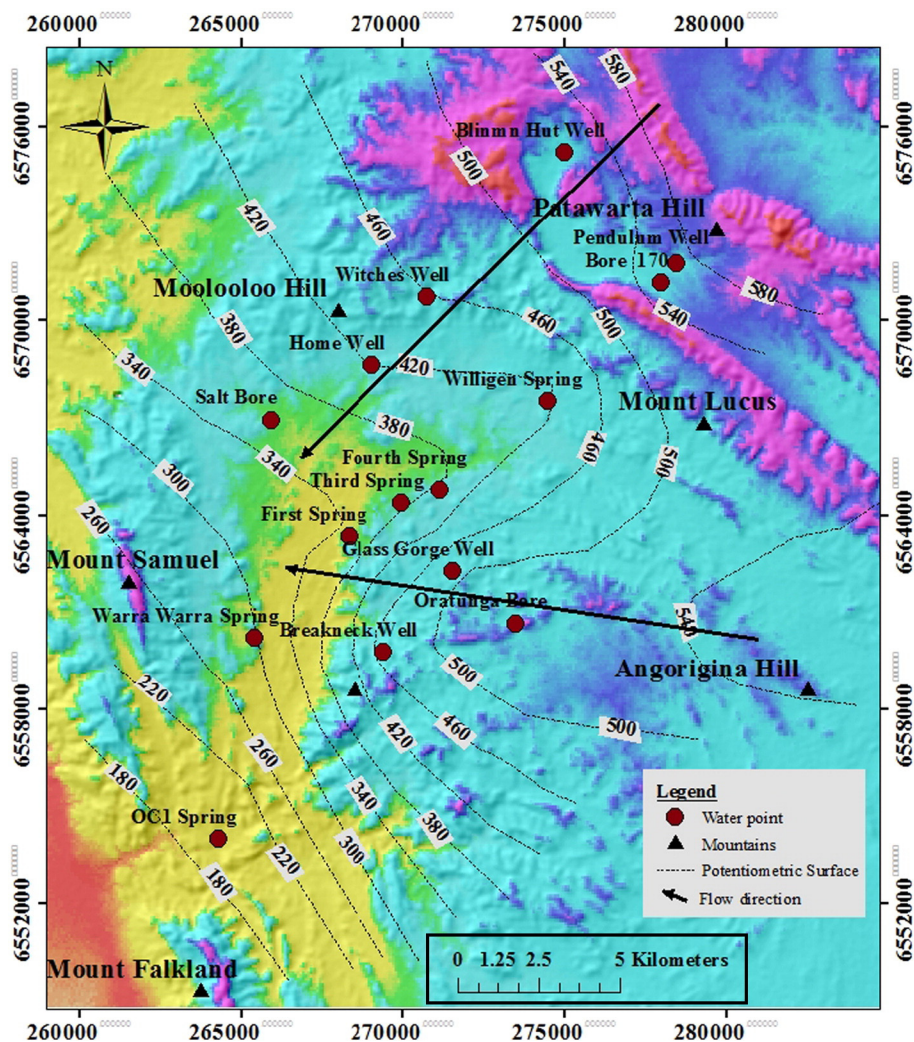 260000 265000 270000 275000 280000
N
6576000 6576000
580
540
Blinmn Hut Well
500
Patawarta Hill
420
460
Pendulum Well
Bore 170
Witches Well
Moolooloo Hill
580
6570000 6570000
540
380
460
500
Home Well
340
420
Willigen Spring
Salt Bore
Mount Lucus
380
Fourth Spring
460
500
340
Third Spring
300
First Spring
6564000 6564000
260
Glass Gorge Well
Mount Samuel
Oratunga Bore
Warra Warra Spring
Breakneck Well
540
Angorigina Hill
500
220
6558000 6558000
460
500
420
260
180
340
Legend
Water point
Mountains
Potentiometric Surface
Flow direction
OC1 Spring
380
300
220
180
6552000 6552000
0 1.25 2.5 5 Kilometers
Mount Falkland
260000 265000 270000 275000 280000